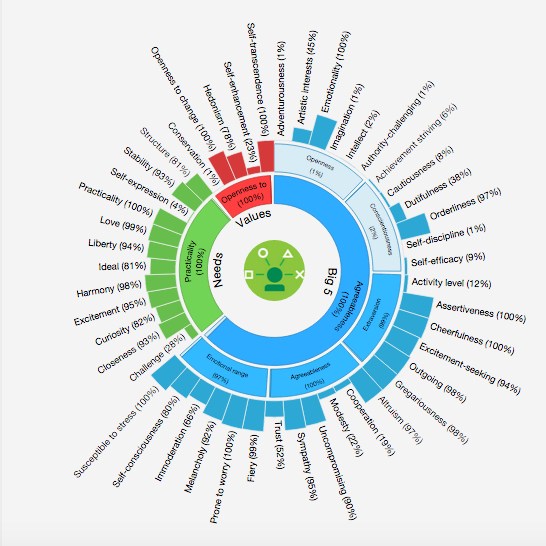 Adventurousness (1%)
Artistic interests (45%)
Emotionality (100%)
Imagination (1%)
Intellect (2%)
Authority-challenging (1%)
Achievement striving (6%)
Cautiousness (8%)
Dutifulness (38%)
Orderliness (97%)
Self-discipline (1%)
Self-efficacy (9%)
Activity level (12%)
Assertiveness (100%)
Cheerfulness (100%)
Excitement-seeking (94%)
Outgoing (98%)
Gregariousness (98%)
Altruism (97%)
Cooperation (19%)
Modesty (22%)
Uncompromising (90%)
Sympathy (95%)
Trust (52%)
Fiery (99%)
Prone to worry (100%)
Melancholy (92%)
Immoderation (66%)
Self-consciousness (80%)
Susceptible to stress (100%)
Challenge (26%)
Closeness (93%)
Curiosity (82%)
Excitement (95%)
Harmony (98%)
Ideal (81%)
Liberty (94%)
Love (99%)
Practicality (100%)
Self-expression (4%)
Stability (93%)
Structure (81%)
Conservation (1%)
Openness to change (100%)
Hedonism (78%)
Self-enhancement (23%)
Self-transcendence (100%)
Openness
(1%)
Conscientiousness
(2%)
Extraversion
Agreeableness
(100%)
Emotional range
(97%)
Practicality
(100%)
Openness to
(100%)
Agreeableness
(100%)
Values
Needs
Big 5